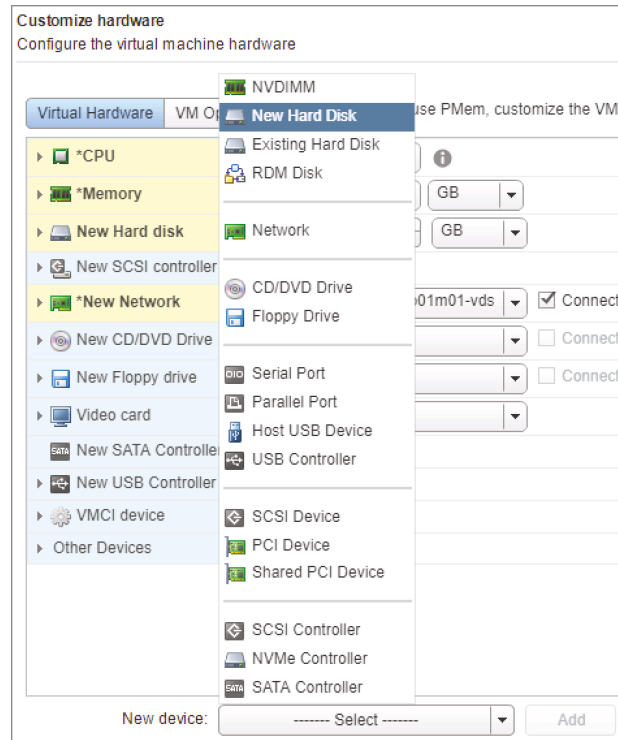 Customize hardware
Configure the virtual machine hardware
NVDIMM
Virtual Hardware VM New Hard Disk use PMem, customize the VM
Existing Hard Disk
*CPU
RDM Disk
*Memory GB
New Hard disk Network GB
New SCSI controller
CD/DVD Drive
*New Network 01m01-vds Connect
Floppy Drive
New CD/DVD Drive Connect
New Floppy drive Serial Port Connect
Parallel Port
Video card Host USB Device
New SATA Controller USB Controller
New USB Controller
VMCI device SCSI Device
Other Devices PCI Device
Shared PCI Device
SCSI Controller
NVMe Controller
SATA Controller
New device: ------- Select ------- Add